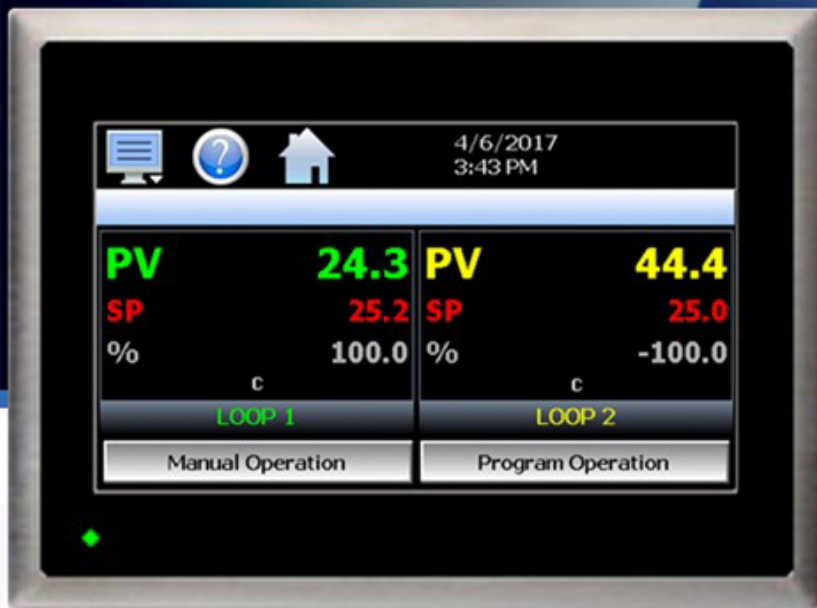 ?
4/6/2017
3:43 PM
PV 24.3 PV 44.4
SP 25.2 SP 25.0
% 100.0 % -100.0
C C
LOOP 1 LOOP 2
Manual Operation Program Operation